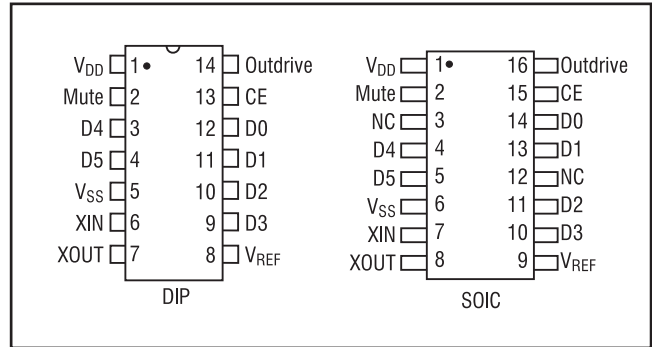 VDD 1 14 Outdrive
Mute 2 13 CE
D4 3 12 D0
D5 4 11 D1
VSS 5 10 D2
XIN 6 9 D3
XOUT 7 8 VREF
DIP
VDD 1 16 Outdrive
Mute 2 15 CE
NC 3 14 D0
D4 4 13 D1
D5 5 12 NC
VSS 6 11 D2
XIN 7 10 D3
XOUT 8 9 VREF
SOIC